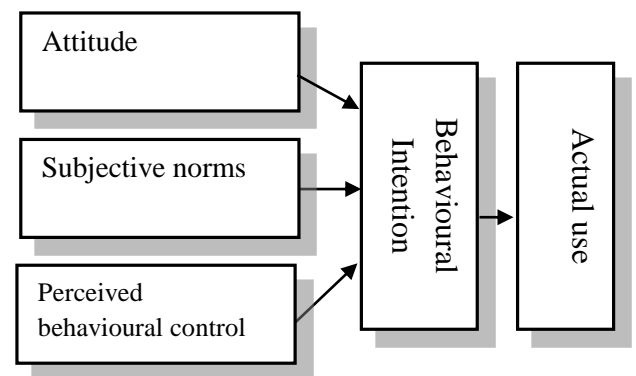 Attitude
Subjective norms
Perceived
behavioural control
Behavioural
Intention
Actual use